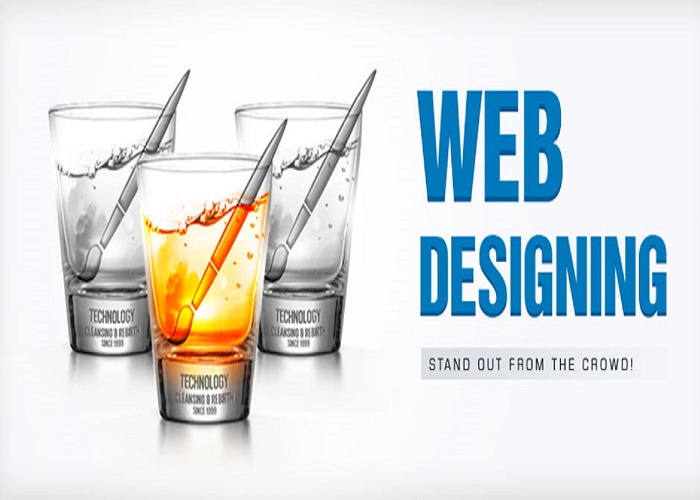 WEB
DESIGNING
STAND OUT FROM THE CROWD!
TECHNOLOGY
CLEANSING & REBIRTH
SINCE 1999
TECHNOLOGY
CLEANSING & REBIRTH
SINCE 1999
TECHNOLOGY
CLEANSING & REBIRTH
SINCE 1999